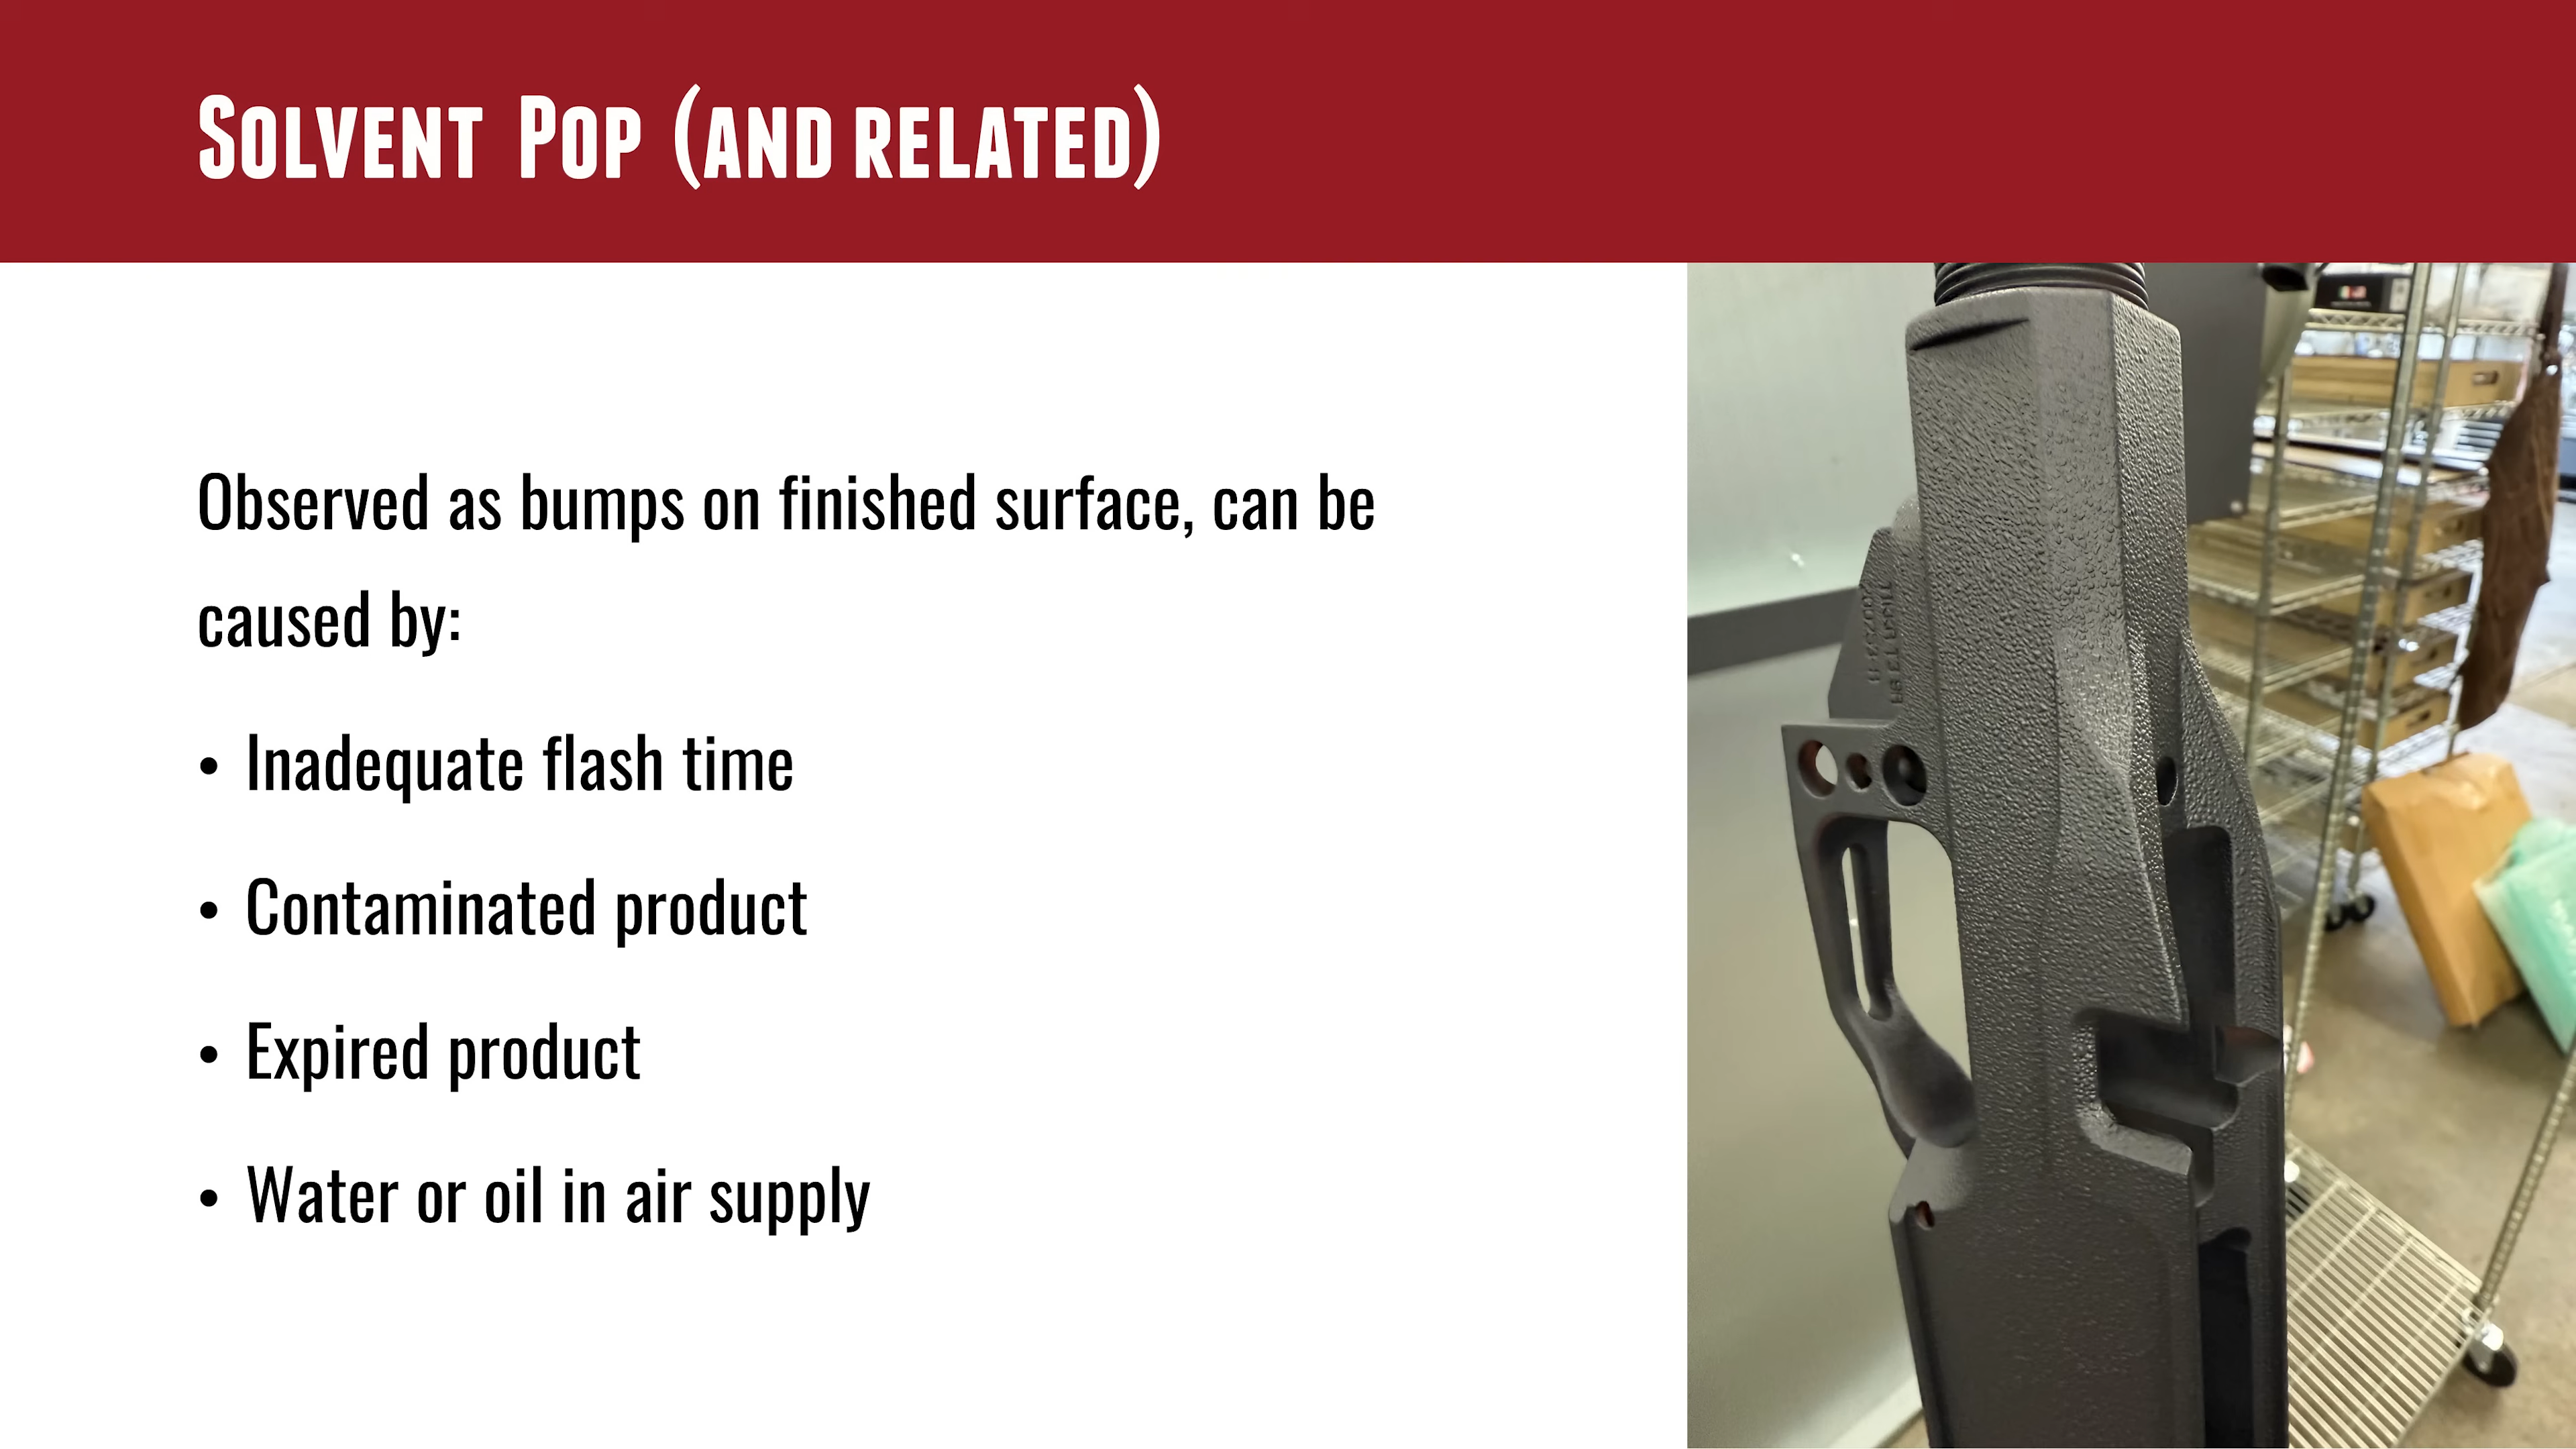 Solvent Pop (and related)
Observed as bumps on finished surface, can be
caused by:
• Inadequate flash time
• Contaminated product
• Expired product
• Water or oil in air supply